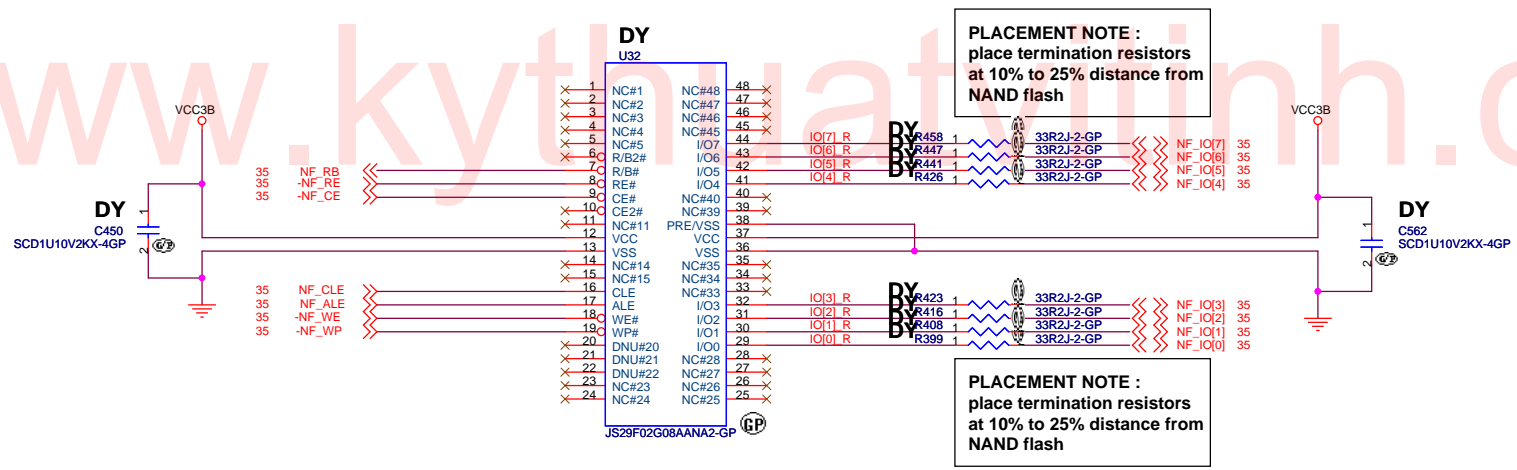 www.kythuatvitinh.c
PLACEMENT NOTE :
place termination resistors
at 10% to 25% distance from
NAND flash
DY
U32
1 NC#1 NC#48 48
2 NC#2 NC#47 47
3 NC#3 NC#46 46
4 NC#4 NC#45 45
5 NC#5 I/O7 44 IO[7]_R DY R458 1 33R2J-2-GP NF_IO[7] 35
6 R/B2# I/O6 43 IO[6]_R DY R447 1 33R2J-2-GP NF_IO[6] 35
35 NF_RB 7 R/B# I/O5 42 IO[5]_R DY R441 1 33R2J-2-GP NF_IO[5] 35
35 -NF_RE 8 RE# I/O4 41 IO[4]_R DY R426 1 33R2J-2-GP NF_IO[4] 35
35 -NF_CE 9 CE# NC#40 40
10 CE2# NC#39 39
11 NC#11 PRE/VSS 38
12 VCC VCC 37
13 VSS VSS 36
14 NC#14 NC#35 35
15 NC#15 NC#34 34
35 NF_CLE 16 CLE NC#33 33
35 NF_ALE 17 ALE I/O3 32 IO[3]_R DY R423 1 33R2J-2-GP NF_IO[3] 35
35 -NF_WE 18 WE# I/O2 31 IO[2]_R DY R416 1 33R2J-2-GP NF_IO[2] 35
35 -NF_WP 19 WP# I/O1 30 IO[1]_R DY R408 1 33R2J-2-GP NF_IO[1] 35
20 DNU#20 I/O0 29 IO[0]_R DY R399 1 33R2J-2-GP NF_IO[0] 35
21 DNU#21 NC#28 28
22 DNU#22 NC#27 27
23 NC#23 NC#26 26
24 NC#24 NC#25 25
JS29F02G08AANA2-GP GP
VCC3B
DY
1
C450
SCD1U10V2KX-4GP
2 G/P
VCC3B
DY
1
C562
SCD1U10V2KX-4GP
2 G/P
PLACEMENT NOTE :
place termination resistors
at 10% to 25% distance from
NAND flash